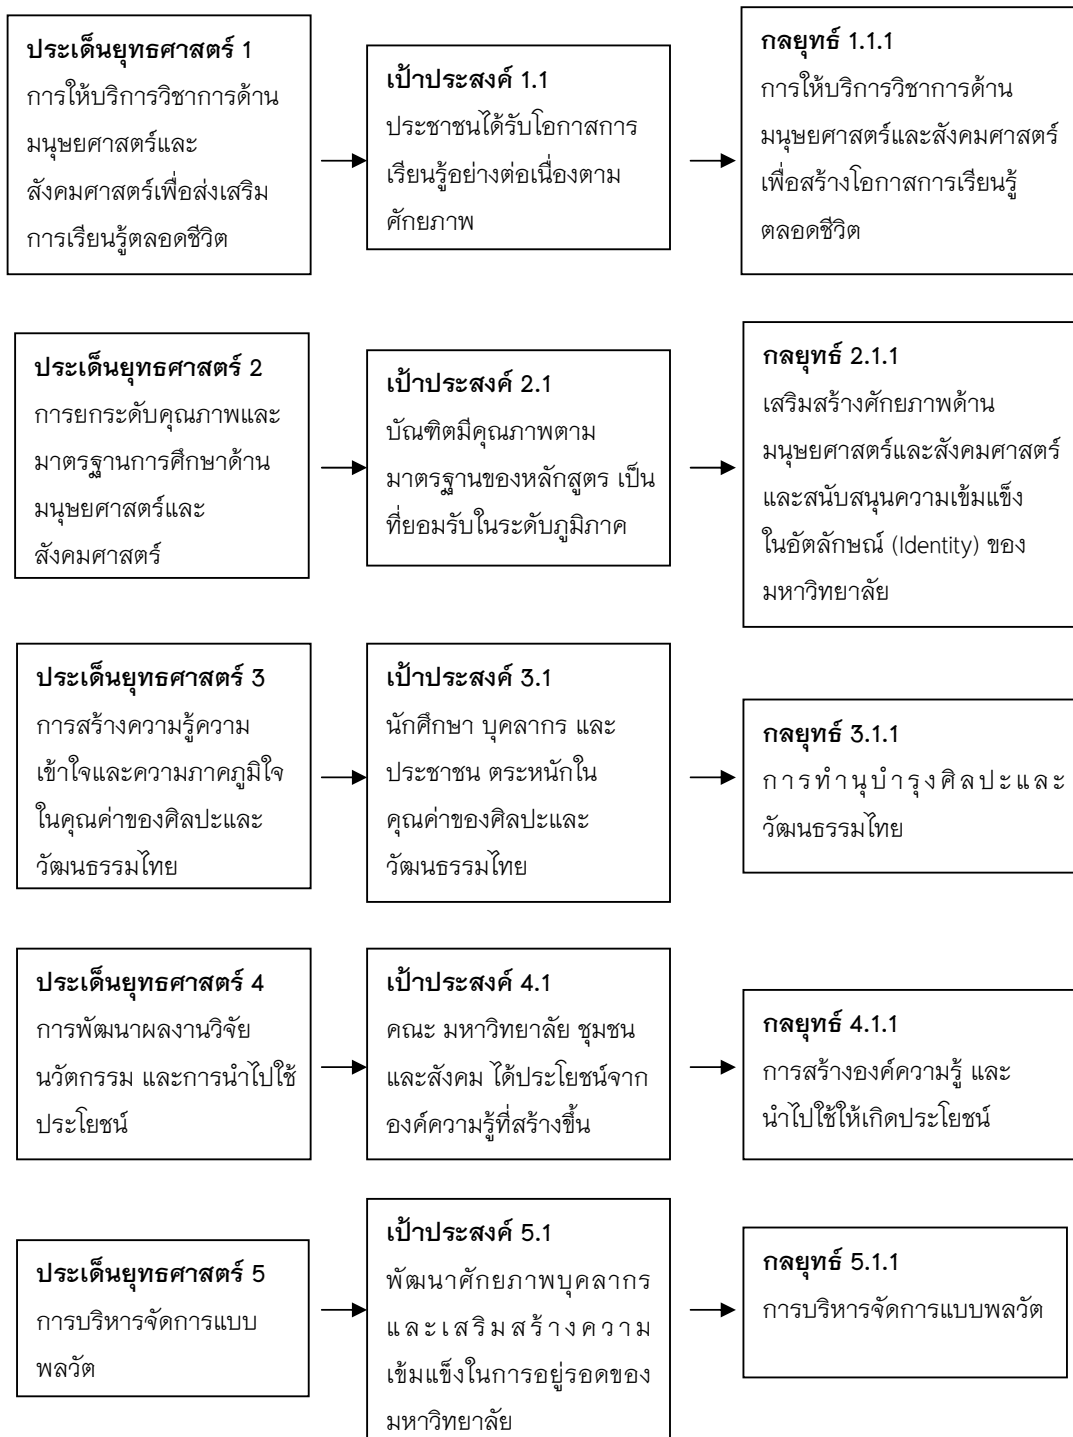 ประเด็นยุทธศาสตร์ 1
การให้บริการวิชาการด้าน
มนุษยศาสตร์และ
สังคมศาสตร์เพื่อส่งเสริม
การเรียนรู้ตลอดชีวิต
เป้าประสงค์ 1.1
ประชาชนได้รับโอกาสการ
เรียนรู้อย่างต่อเนื่องตาม
ศักยภาพ
กลยุทธ์ 1.1.1
การให้บริการวิชาการด้าน
มนุษยศาสตร์และสังคมศาสตร์
เพื่อสร้างโอกาสการเรียนรู้
ตลอดชีวิต
ประเด็นยุทธศาสตร์ 2
การยกระดับคุณภาพและ
มาตรฐานการศึกษาด้าน
มนุษยศาสตร์และ
สังคมศาสตร์
เป้าประสงค์ 2.1
บัณฑิตมีคุณภาพตาม
มาตรฐานของหลักสูตร เป็น
ที่ยอมรับในระดับภูมิภาค
กลยุทธ์ 2.1.1
เสริมสร้างศักยภาพด้าน
มนุษยศาสตร์และสังคมศาสตร์
และสนับสนุนความเข้มแข็ง
ในอัตลักษณ์ (Identity) ของ
มหาวิทยาลัย
ประเด็นยุทธศาสตร์ 3
การสร้างความรู้ความ
เข้าใจและความภาคภูมิใจ
ในคุณค่าของศิลปะและ
วัฒนธรรมไทย
เป้าประสงค์ 3.1
นักศึกษา บุคลากร และ
ประชาชน ตระหนักใน
คุณค่าของศิลปะและ
วัฒนธรรมไทย
กลยุทธ์ 3.1.1
การทำนุบำรุงศิลปะและ
วัฒนธรรมไทย
ประเด็นยุทธศาสตร์ 4
การพัฒนาผลงานวิจัย
นวัตกรรม และการนำไปใช้
ประโยชน์
เป้าประสงค์ 4.1
คณะ มหาวิทยาลัย ชุมชน
และสังคม ได้ประโยชน์จาก
องค์ความรู้ที่สร้างขึ้น
กลยุทธ์ 4.1.1
การสร้างองค์ความรู้ และ
นำไปใช้ให้เกิดประโยชน์
ประเด็นยุทธศาสตร์ 5
การบริหารจัดการแบบ
พลวัต
เป้าประสงค์ 5.1
พัฒนาศักยภาพบุคลากร
และเสริมสร้างความ
เข้มแข็งในการอยู่รอดของ
มหาวิทยาลัย
กลยุทธ์ 5.1.1
การบริหารจัดการแบบพลวัต